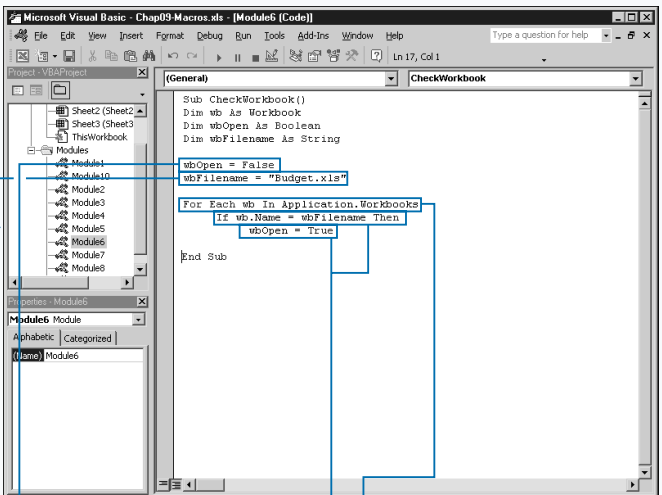 Microsoft Visual Basic - Chap09-Macros.xls - [Module6 (Code)]
File Edit View Insert Format Debug Run Tools Add-Ins Window Help
Type a question for help
Ln 17, Col 1
Project - VBAProject
(General)
CheckWorkbook
Sheet2 (Sheet2
Sheet3 (Sheet3
ThisWorkbook
Modules
Module1
Module10
Module2
Module3
Module4
Module5
Module6
Module7
Module8
Properties - Module6
Module6 Module
Alphabetic Categorized
(Name) Module6
Sub CheckWorkbook()
Dim wb As Workbook
Dim wbOpen As Boolean
Dim wbFilename As String
wbOpen = False
wbFilename = "Budget.xls"
For Each wb In Application.Workbooks
If wb.Name = wbFilename Then
wbOpen = True
End Sub